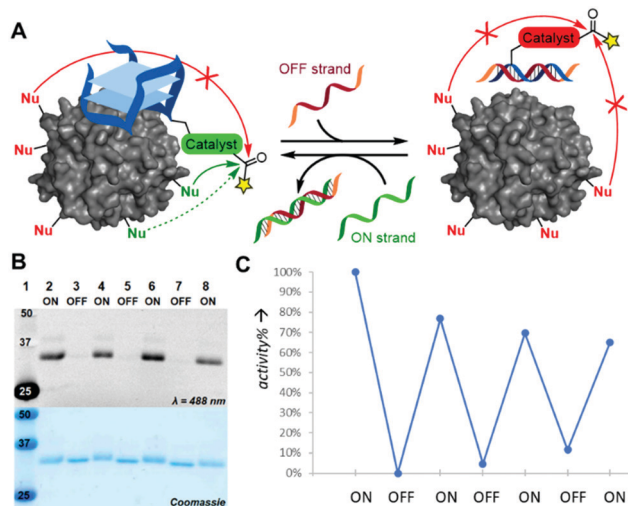 A
Nu
Nu
Nu
Nu
Nu
Catalyst
O
OFF strand
ON strand
Catalyst
O
Nu
Nu
Nu
Nu
Nu
B
1 2 3 4 5 6 7 8
ON OFF ON OFF ON OFF ON
50
37
25
λ = 488 nm
50
37
25
Coomassie
C
activity% →
100%
90%
80%
70%
60%
50%
40%
30%
20%
10%
0%
ON OFF ON OFF ON OFF ON